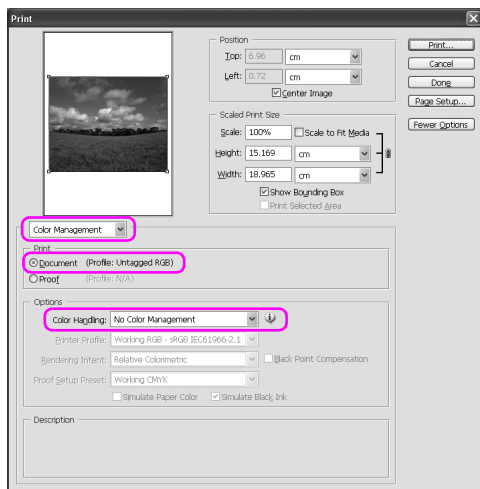 Print
Position
Top: 6.96 cm
Left: 0.72 cm
Center Image
Scaled Print Size
Scale: 100% Scale to Fit Media
Height: 15.169 cm
Width: 18.965 cm
Show Bounding Box
Print Selected Area
Print...
Cancel
Done
Page Setup...
Fewer Options
Color Management
Print
Document (Profile: Untagged RGB)
Proof (Profile: N/A)
Options
Color Handling: No Color Management
Printer Profile: Working RGB - sRGB IEC61966-2.1
Rendering Intent: Relative Colorimetric Black Point Compensation
Proof Setup Preset: Working CMYK
Simulate Paper Color Simulate Black Ink
Description